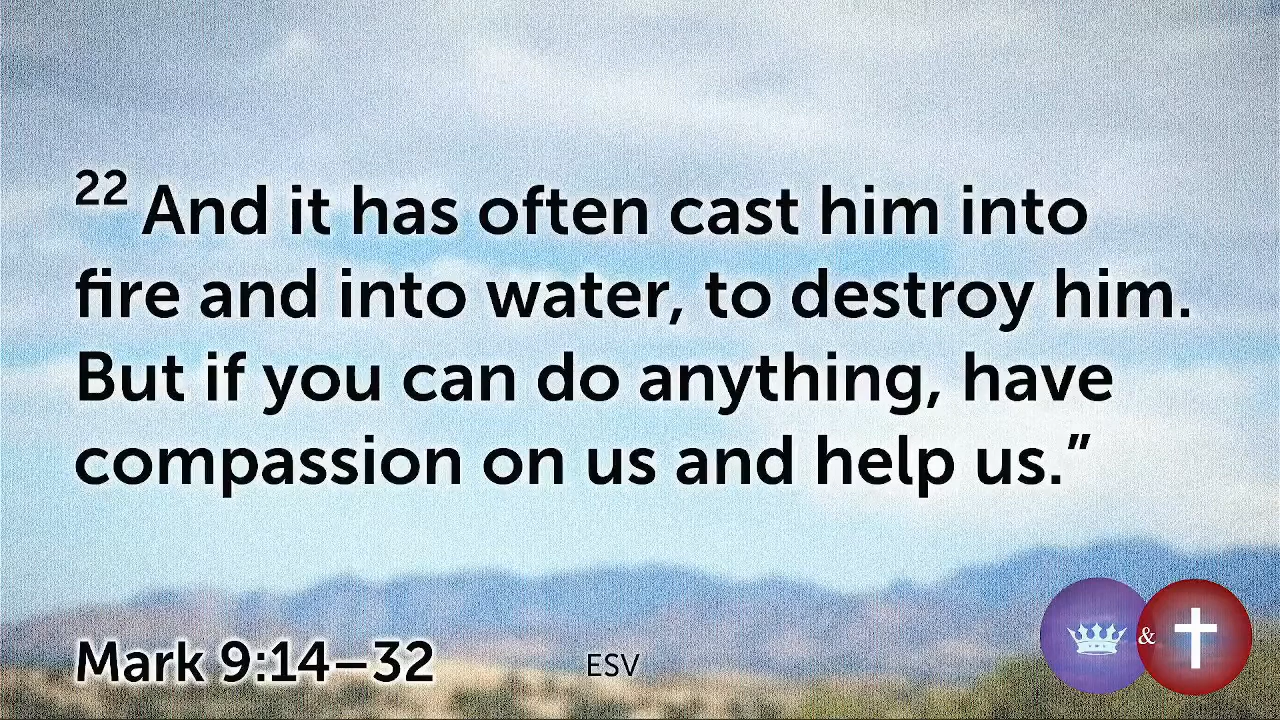 22 And it has often cast him into
fire and into water, to destroy him.
But if you can do anything, have
compassion on us and help us.”
Mark 9:14–32 ESV
&